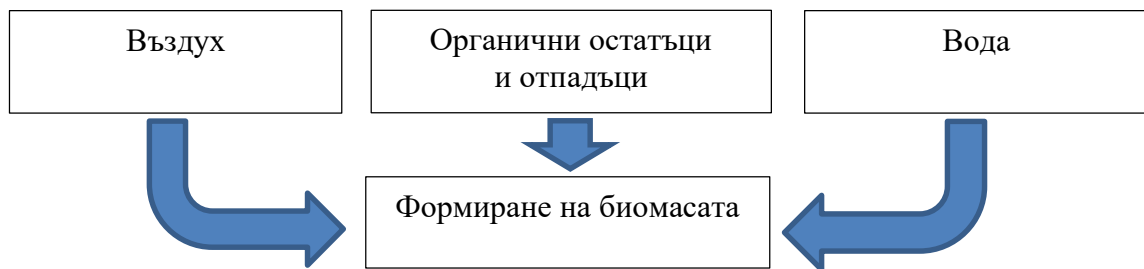 Въздух
Органични остатъци
и отпадъци
Вода
Формиране на биомасата